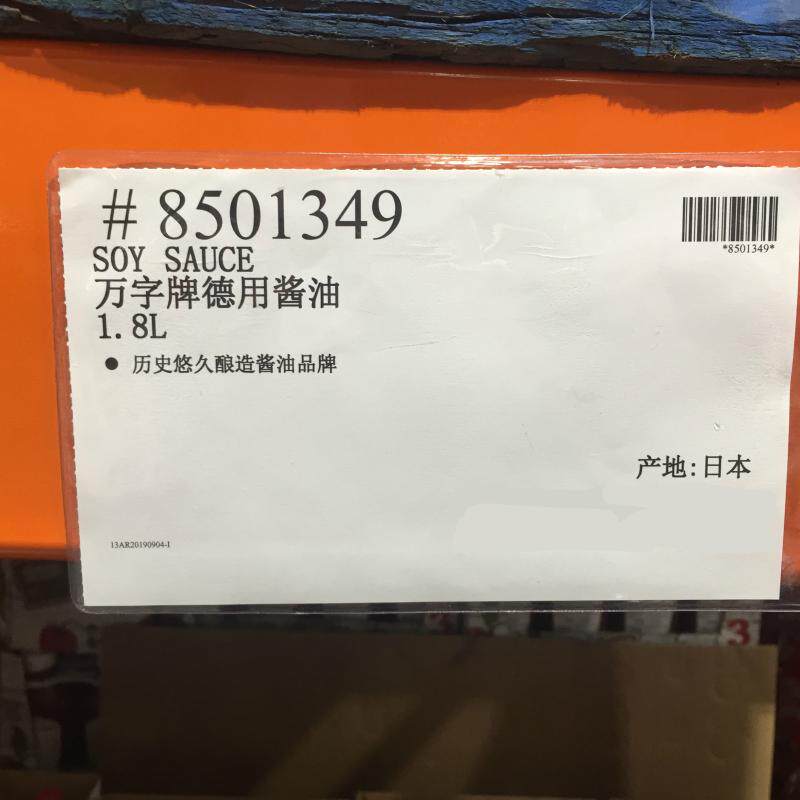 # 8501349
*8501349*
SOY SAUCE
万字牌德用酱油
1.8L
● 历史悠久酿造酱油品牌
产地:日本
13AR20190904-I
3